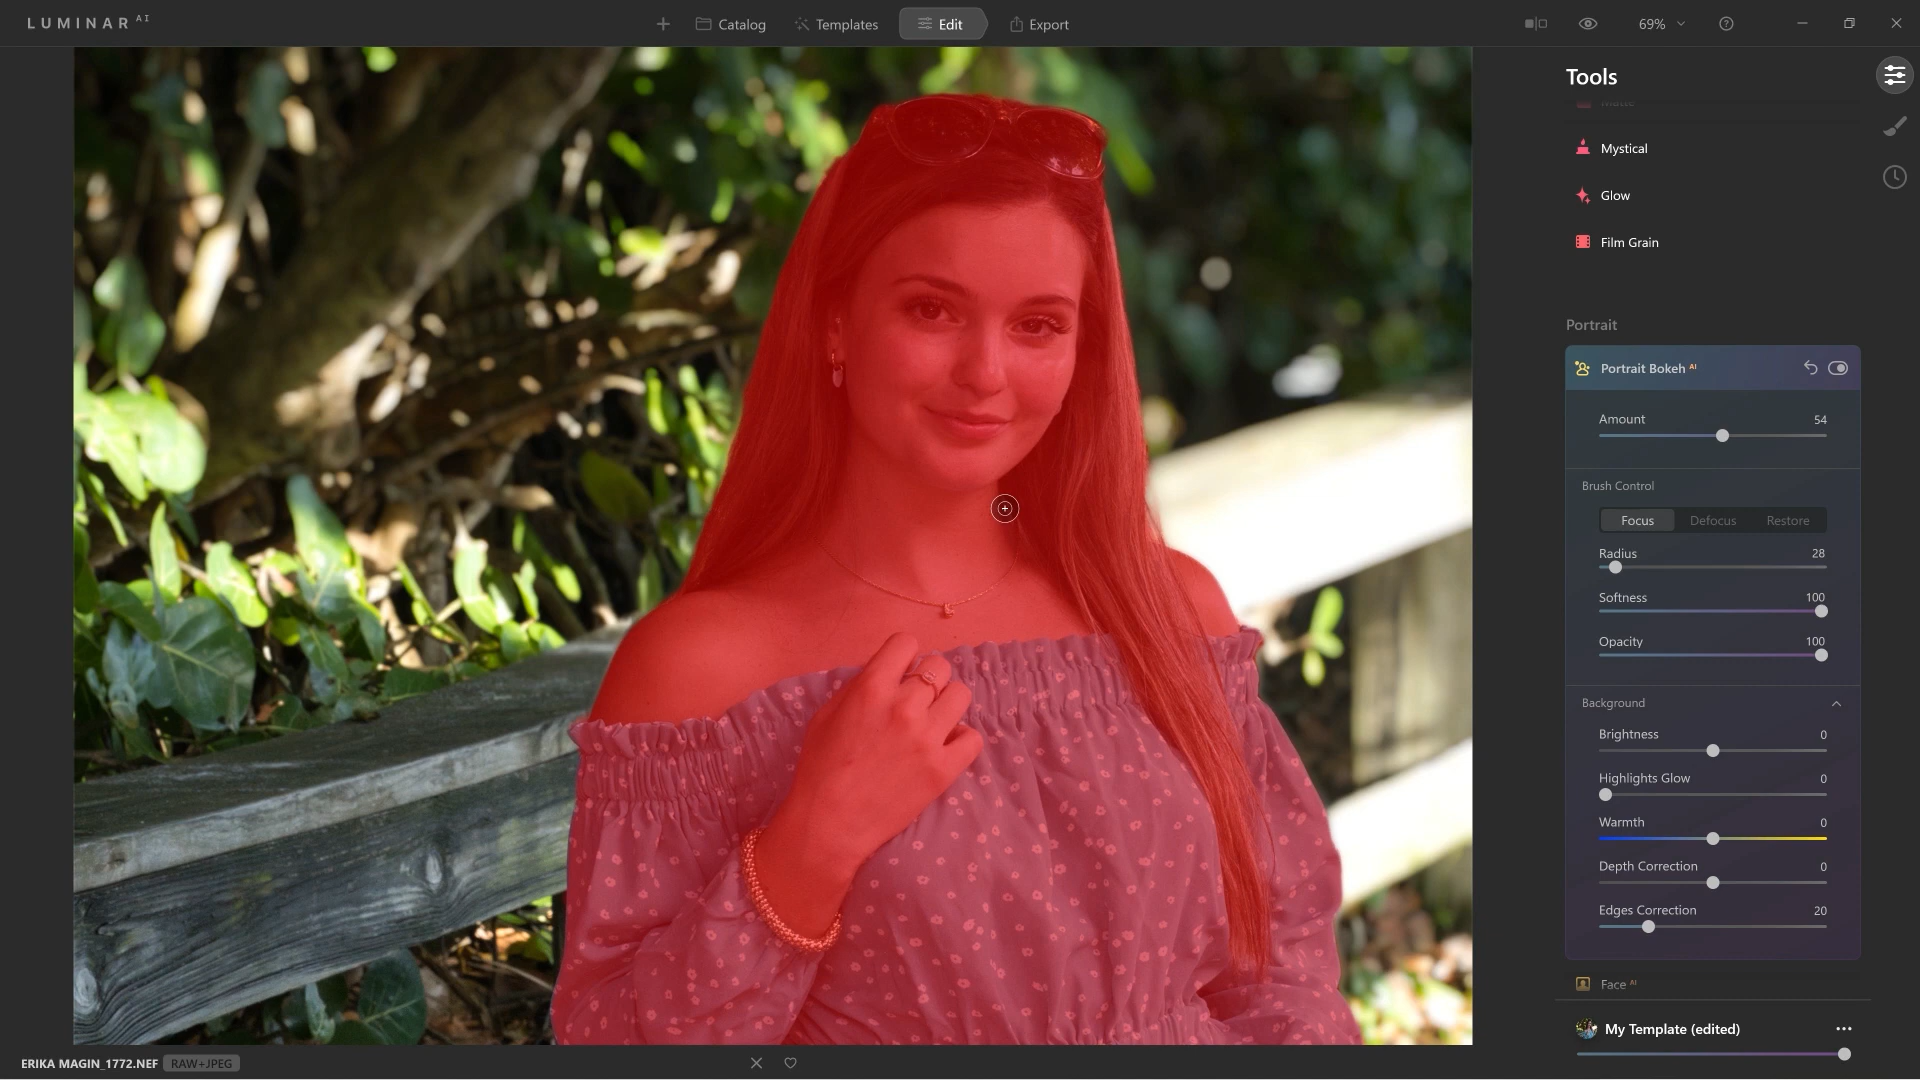 LUMINAR AI
Catalog
Templates
Edit
Export
69%
Tools
Matte
Mystical
Glow
Film Grain
Portrait
Portrait Bokeh AI
Amount 54
Brush Control
Focus Defocus Restore
Radius 28
Softness 100
Opacity 100
Background
Brightness 0
Highlights Glow 0
Warmth 0
Depth Correction 0
Edges Correction 20
Face AI
My Template (edited)
ERIKA MAGIN_1772.NEF RAW+JPEG